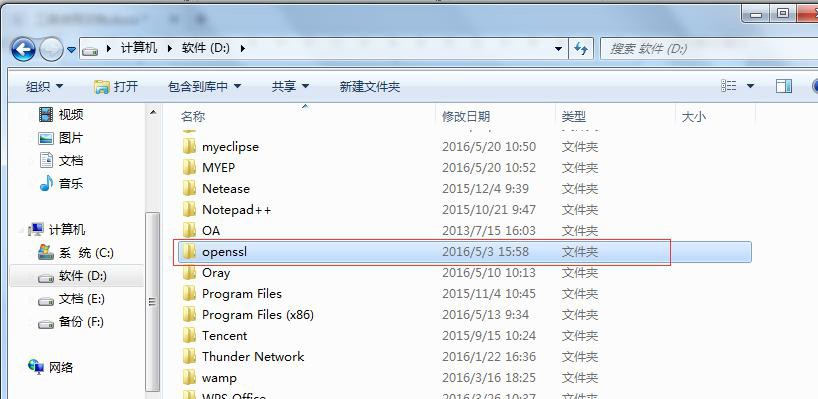 计算机 软件 (D:) 搜索 软件 (D:)
组织 打开 包含到库中 共享 新建文件夹
视频
图片
文档
音乐
计算机
系 统 (C:)
软件 (D:)
文档 (E:)
备份 (F:)
网络
名称 修改日期 类型 大小
myeclipse 2016/5/20 10:50 文件夹
MYEP 2016/5/20 10:52 文件夹
Netease 2015/12/4 9:39 文件夹
Notepad++ 2015/10/21 9:47 文件夹
OA 2013/7/15 16:03 文件夹
openssl 2016/5/3 15:58 文件夹
Oray 2016/5/10 10:13 文件夹
Program Files 2015/11/4 10:45 文件夹
Program Files (x86) 2016/5/13 9:34 文件夹
Tencent 2015/9/15 10:24 文件夹
Thunder Network 2016/1/22 16:36 文件夹
wamp 2016/3/16 18:25 文件夹
WPS Office 2016/3/26 10:37 文件夹